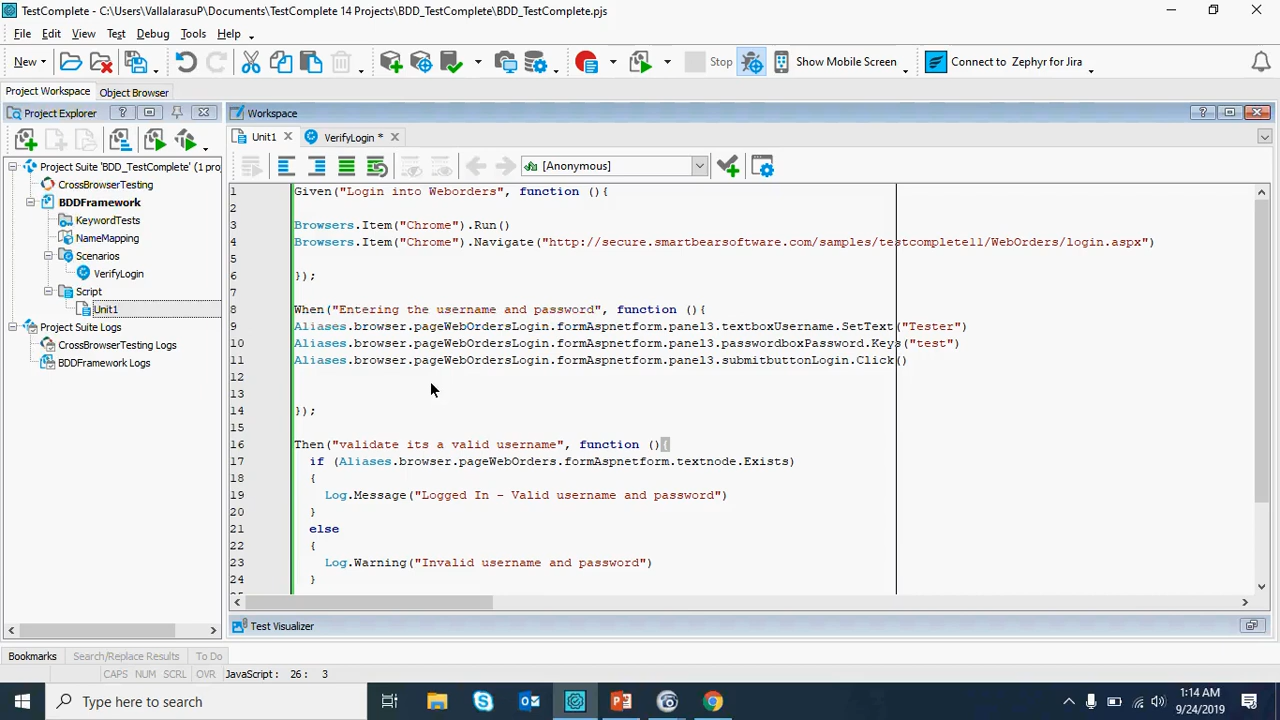 TestComplete - C:\Users\VallalarasuP\Documents\TestComplete 14 Projects\BDD_TestComplete\BDD_TestComplete.pjs
File Edit View Test Debug Tools Help
New Stop Show Mobile Screen Connect to Zephyr for Jira
Project Workspace Object Browser
Project Explorer ? Workspace ?
Unit1 VerifyLogin *
[Anonymous]
Project Suite 'BDD_TestComplete' (1 pro
CrossBrowserTesting
BDDFramework
KeywordTests
NameMapping
Scenarios
VerifyLogin
Script
Unit1
Project Suite Logs
CrossBrowserTesting Logs
BDDFramework Logs
1 Given("Login into Weborders", function (){
2
3 Browsers.Item("Chrome").Run()
4 Browsers.Item("Chrome").Navigate("http://secure.smartbearsoftware.com/samples/testcomplete11/WebOrders/login.aspx")
5
6 });
7
8 When("Entering the username and password", function (){
9 Aliases.browser.pageWebOrdersLogin.formAspnetform.panel3.textboxUsername.SetText("Tester")
10 Aliases.browser.pageWebOrdersLogin.formAspnetform.panel3.passwordboxPassword.Keys("test")
11 Aliases.browser.pageWebOrdersLogin.formAspnetform.panel3.submitbuttonLogin.Click()
12
13
14 });
15
16 Then("validate its a valid username", function (){
17 if (Aliases.browser.pageWebOrders.formAspnetform.textnode.Exists)
18 {
19 Log.Message("Logged In - Valid username and password")
20 }
21 else
22 {
23 Log.Warning("Invalid username and password")
24 }
Test Visualizer
Bookmarks Search/Replace Results To Do
CAPS NUM SCRL OVR JavaScript: 26: 3
Type here to search
1:14 AM
9/24/2019